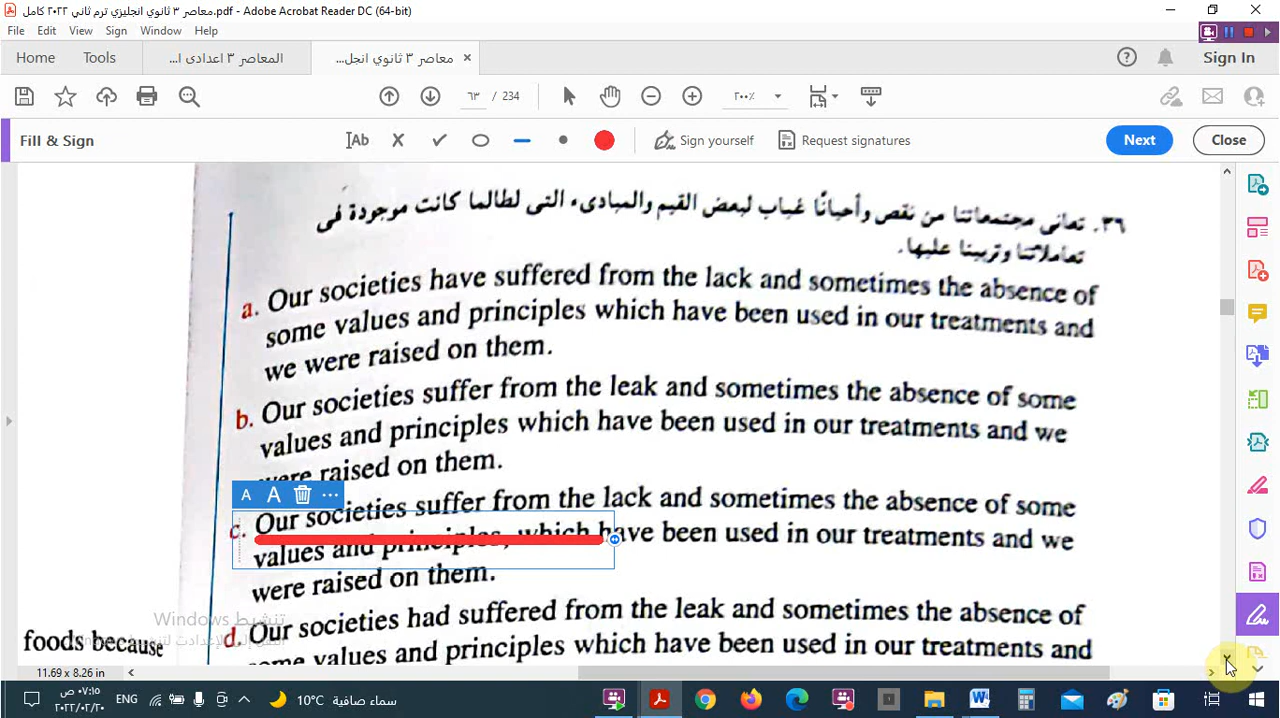 معاصر ٣ ثانوي انجليزي ترم ثاني ٢٠٢٢ كامل.pdf - Adobe Acrobat Reader DC (64-bit)
File Edit View Sign Window Help
Home Tools المعاصر ٣ اعدادى ا... معاصر ٣ ثانوي انجل... × Sign In
٦٣ / 234 ٢٠٠٪
Fill & Sign Ab Sign yourself Request signatures Next Close
٣٦. تعانى مجتمعاتنا من نقص وأحيانًا غياب لبعض القيم والمبادىء التى لطالما كانت موجودة فى
تعاملاتنا وتربينا عليها.
a. Our societies have suffered from the lack and sometimes the absence of
some values and principles which have been used in our treatments and
we were raised on them.
b. Our societies suffer from the leak and sometimes the absence of some
values and principles which have been used in our treatments and we
were raised on them.
A A ...
c. Our societies suffer from the lack and sometimes the absence of some
values and principles, which have been used in our treatments and we
were raised on them.
d. Our societies had suffered from the leak and sometimes the absence of
some values and principles which have been used in our treatments and
foods because
تنشيط Windows
11.69 x 8.26 in
٠٧:١٥ ص
٢٠٢٢/٠٢/٢٠
ENG
10°C سماء صافية